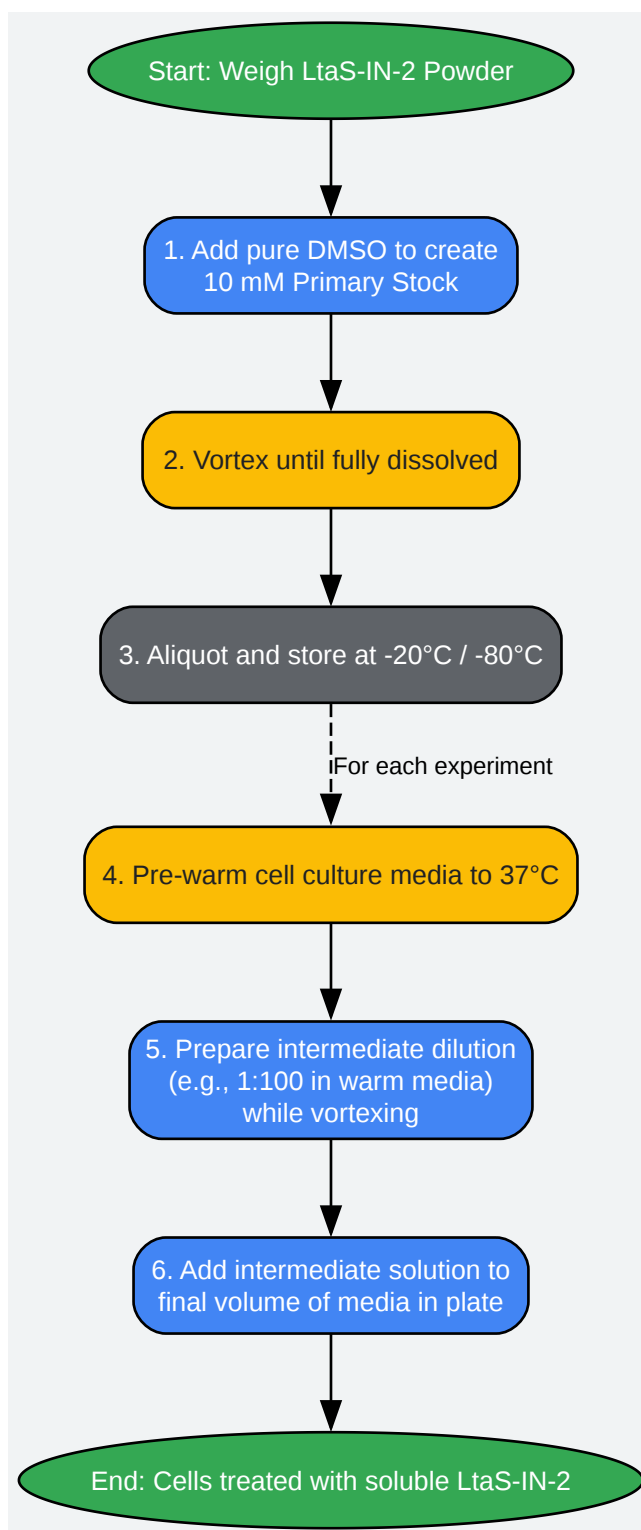 Start: Weigh LtaS-IN-2 Powder
1. Add pure DMSO to create
10 mM Primary Stock
2. Vortex until fully dissolved
3. Aliquot and store at -20°C / -80°C
For each experiment
4. Pre-warm cell culture media to 37°C
5. Prepare intermediate dilution
(e.g., 1:100 in warm media)
while vortexing
6. Add intermediate solution to
final volume of media in plate
End: Cells treated with soluble LtaS-IN-2